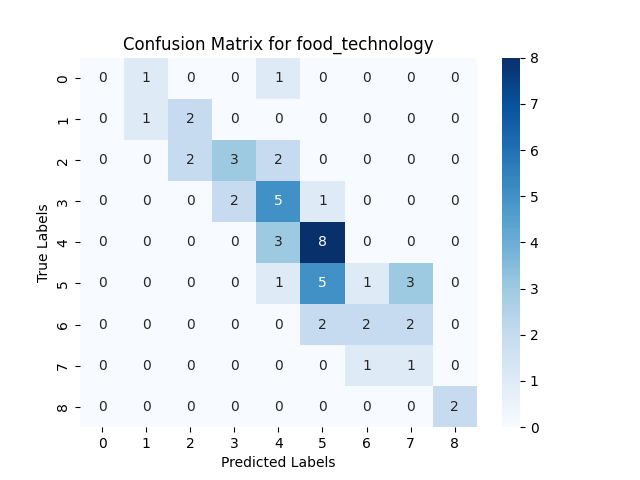 Confusion Matrix for food_technology
True Labels
0 0 1 0 0 1 0 0 0 0
1 0 1 2 0 0 0 0 0 0
2 0 0 2 3 2 0 0 0 0
3 0 0 0 2 5 1 0 0 0
4 0 0 0 0 3 8 0 0 0
5 0 0 0 0 1 5 1 3 0
6 0 0 0 0 0 2 2 2 0
7 0 0 0 0 0 0 1 1 0
8 0 0 0 0 0 0 0 0 2
0 1 2 3 4 5 6 7 8
Predicted Labels
8
7
6
5
4
3
2
1
0